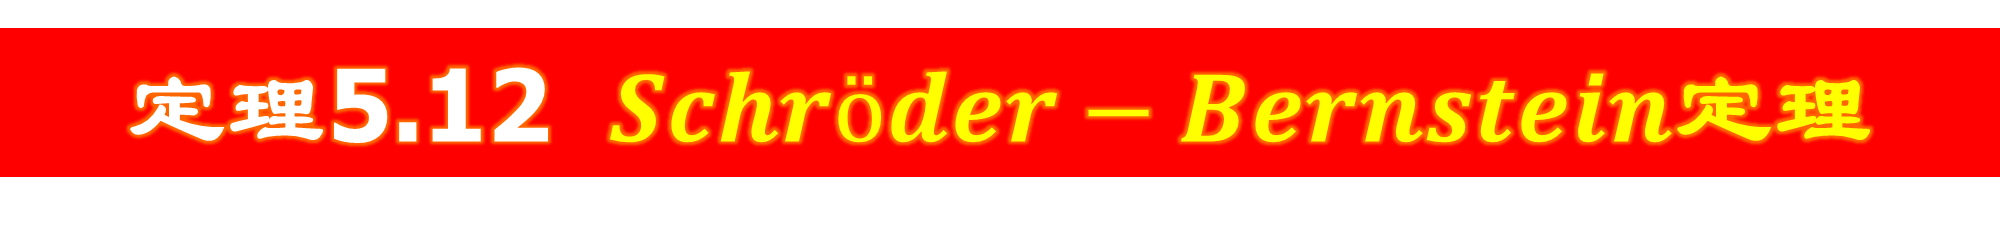 定理5.12 Schröder − Bernstein定理